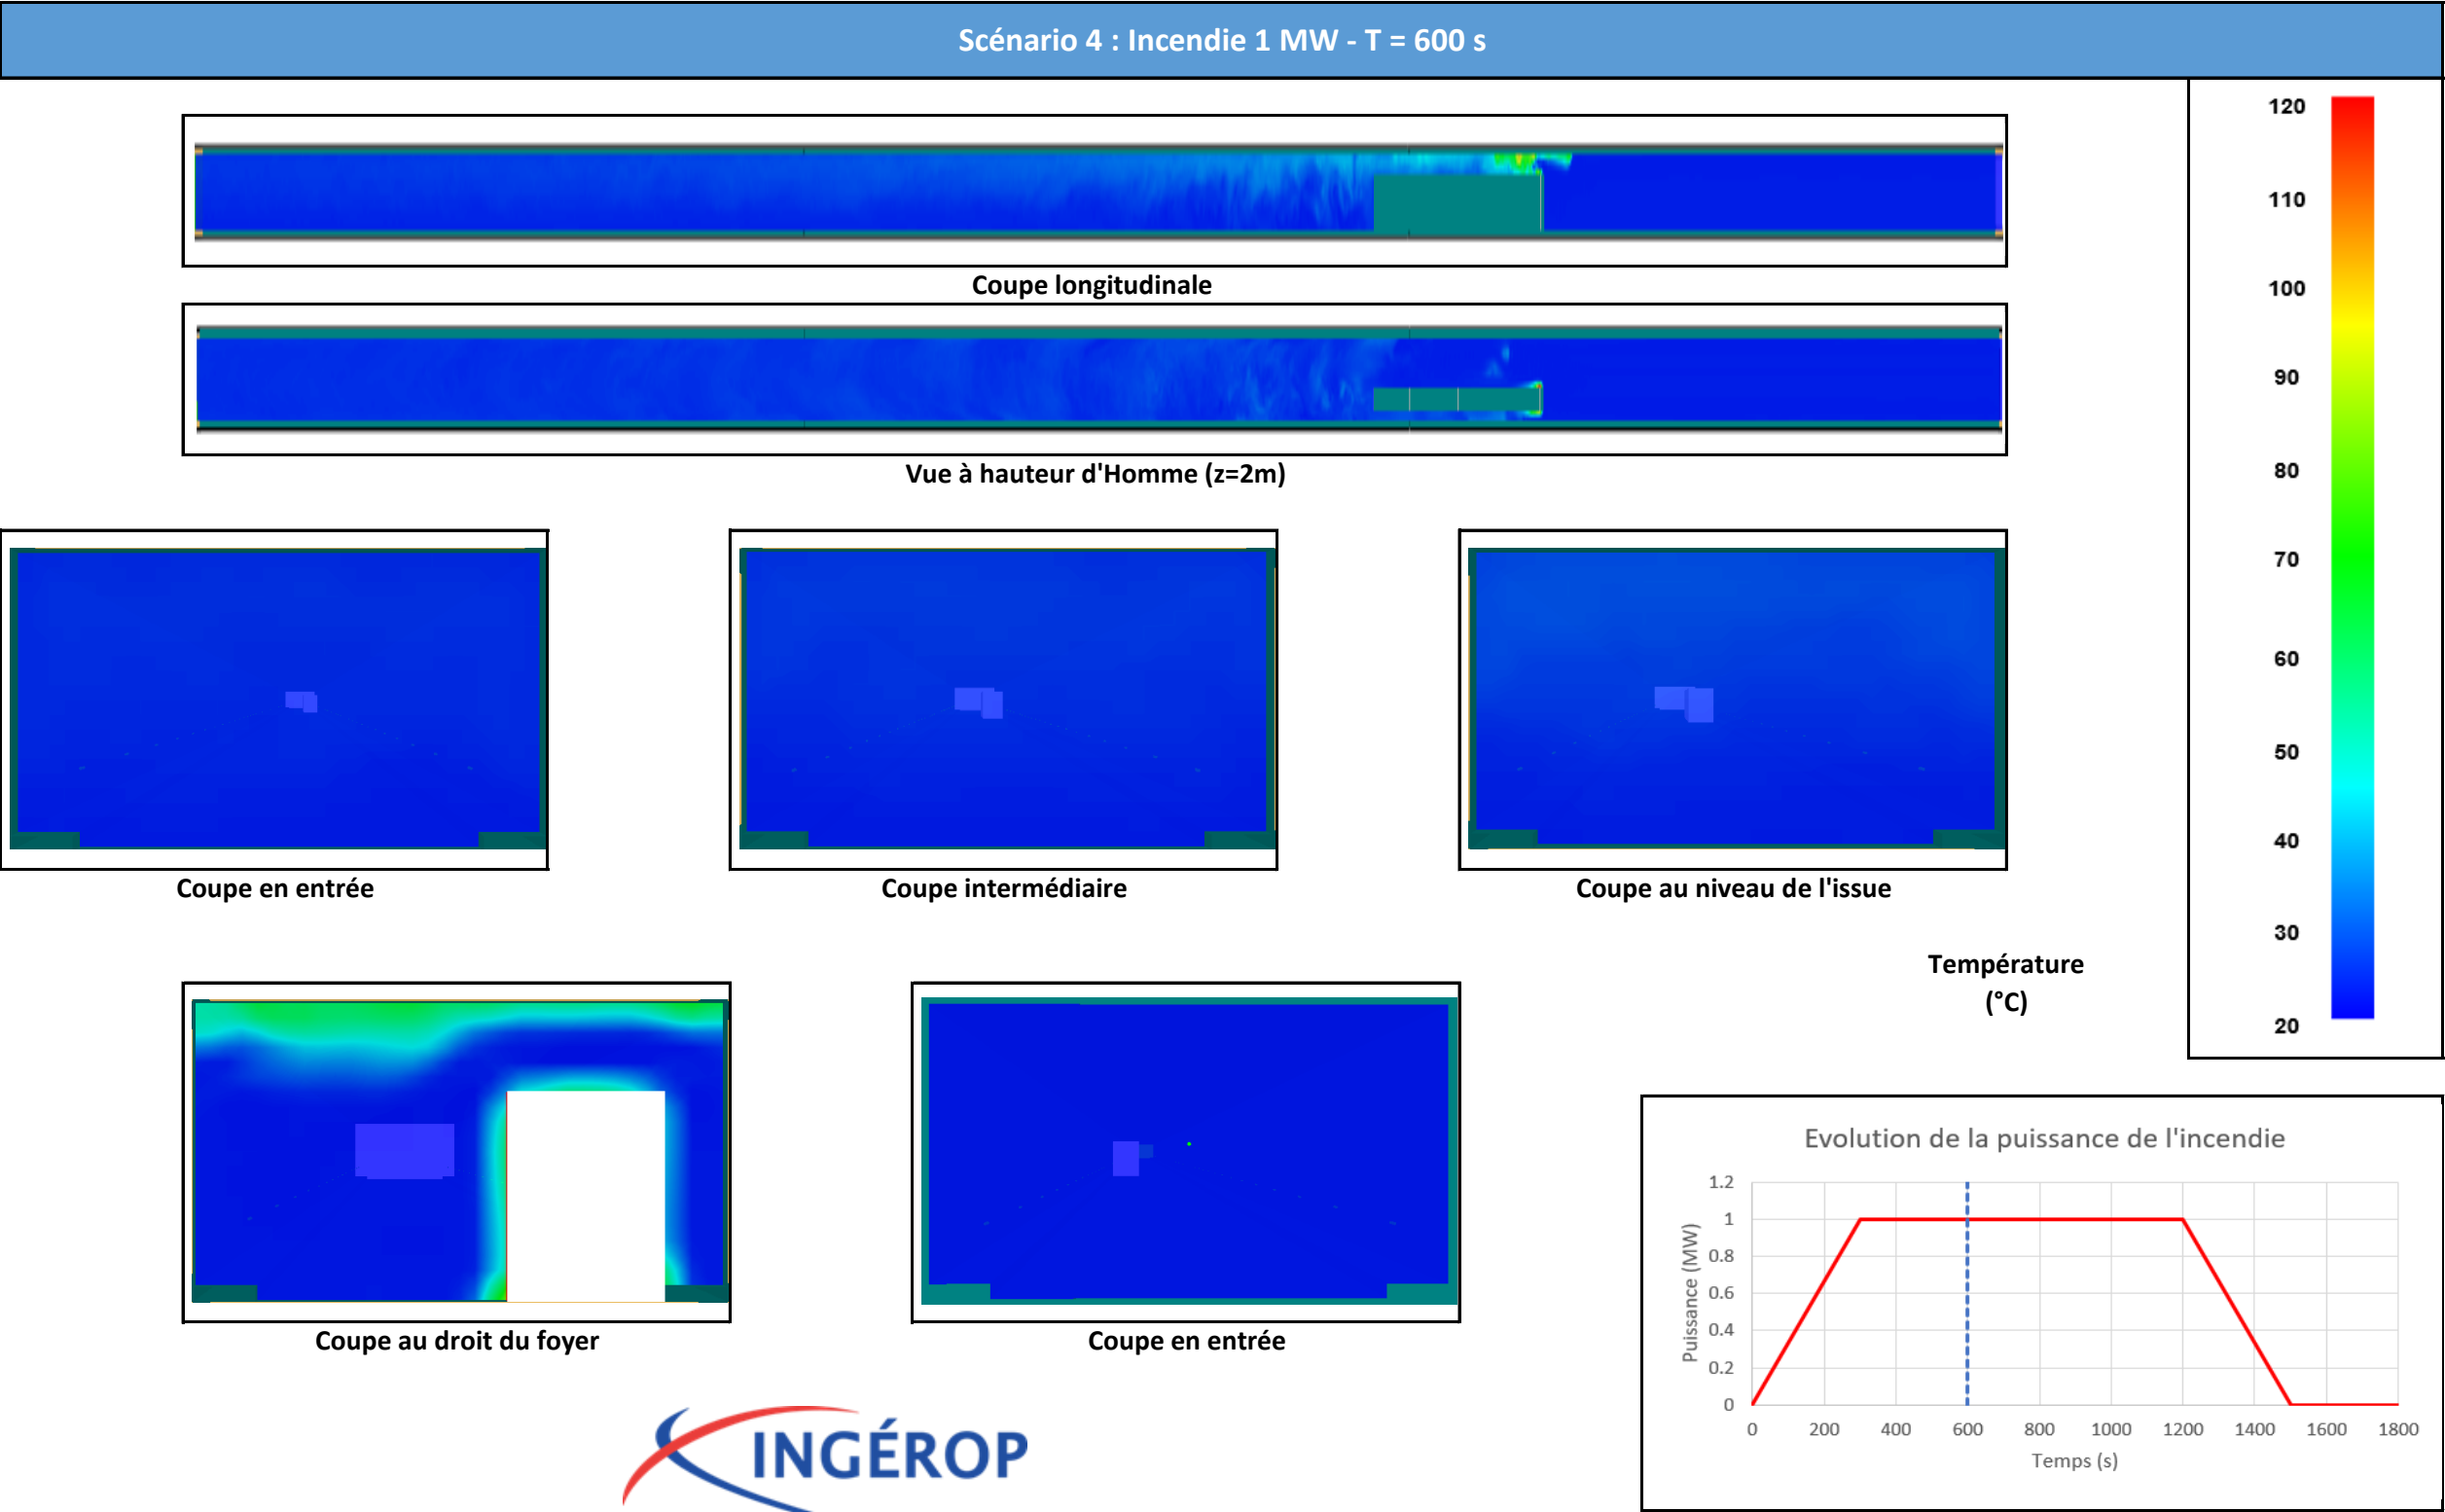 Scénario 4 : Incendie 1 MW - T = 600 s
Coupe longitudinale
Vue à hauteur d'Homme (z=2m)
Coupe en entrée
Coupe intermédiaire
Coupe au niveau de l'issue
Coupe au droit du foyer
Coupe en entrée
Température
(°C)
120
110
100
90
80
70
60
50
40
30
20
Evolution de la puissance de l'incendie
Puissance (MW)
1.2
1
0.8
0.6
0.4
0.2
0
0 200 400 600 800 1000 1200 1400 1600 1800
Temps (s)
INGÉROP